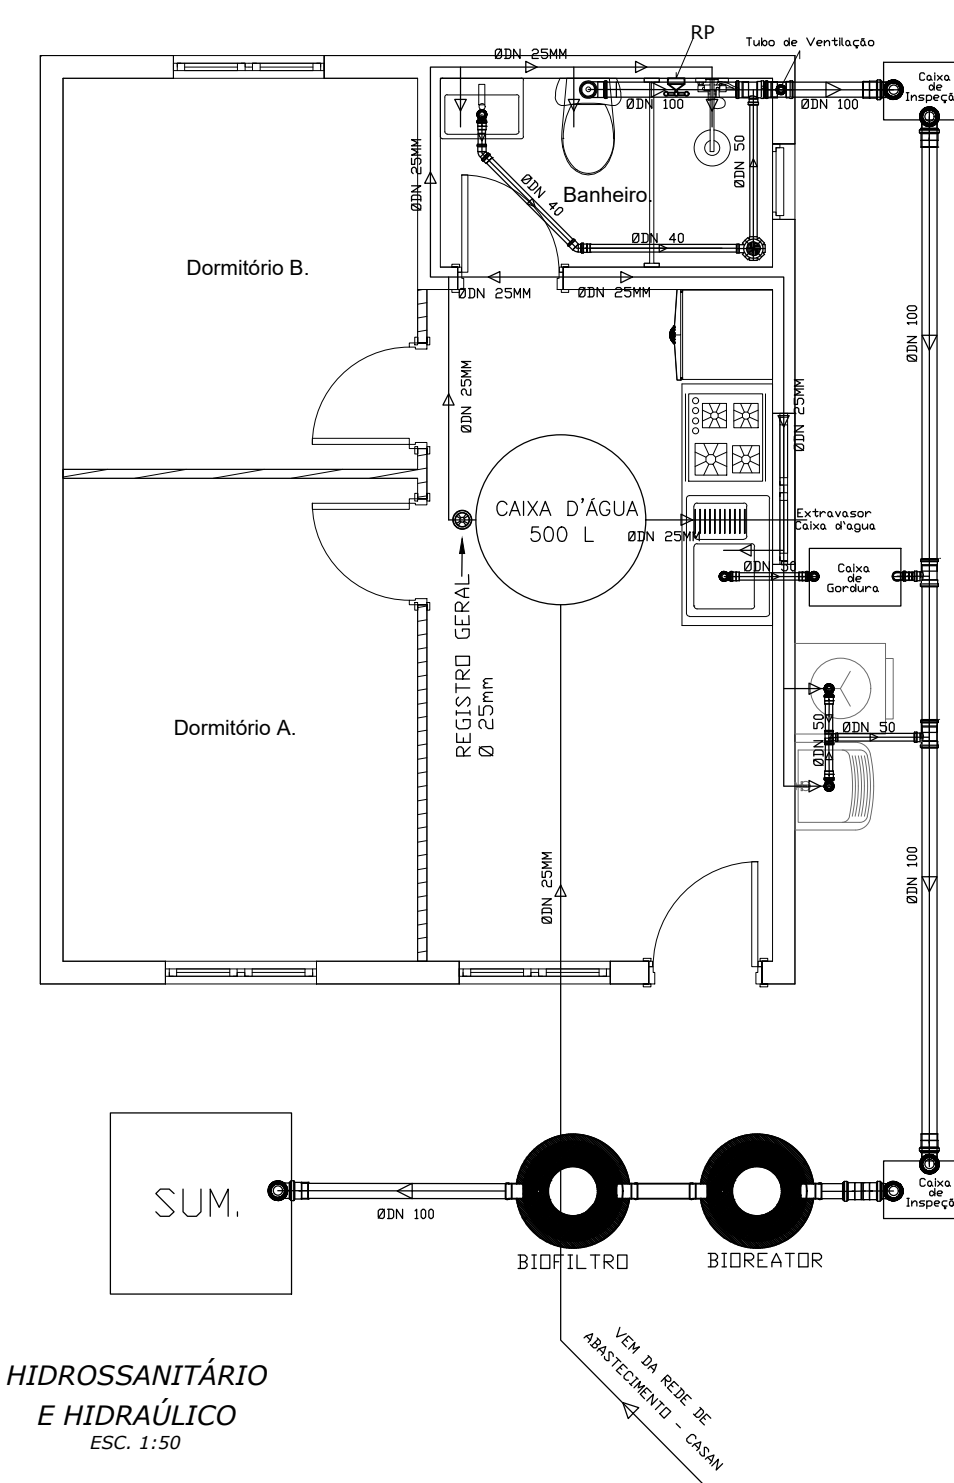 RP
ØDN 25MM
Tubo de Ventilação
Caixa
de
Inspeçã
ØDN 100
ØDN 100
ØDN 25MM
ØDN 50
ØDN 40
Banheiro.
ØDN 40
Dormitório B.
ØDN 25MM
ØDN 25MM
ØDN 100
ØDN 25MM
ØDN 25MM
CAIXA D'ÁGUA
500 L
Extravasor
Caixa d'agua
ØDN 25MM
ØDN 50
Caixa
de
Gordura
REGISTRO GERAL
Ø 25mm
Dormitório A.
ØDN 50
ØDN 50
ØDN 25MM
ØDN 100
SUM.
ØDN 100
BIOFILTRO
BIOREATOR
Caixa
de
Inspeçã
VEM DA REDE DE
ABASTECIMENTO - CASAN
HIDROSSANITÁRIO
E HIDRAÚLICO
ESC. 1:50